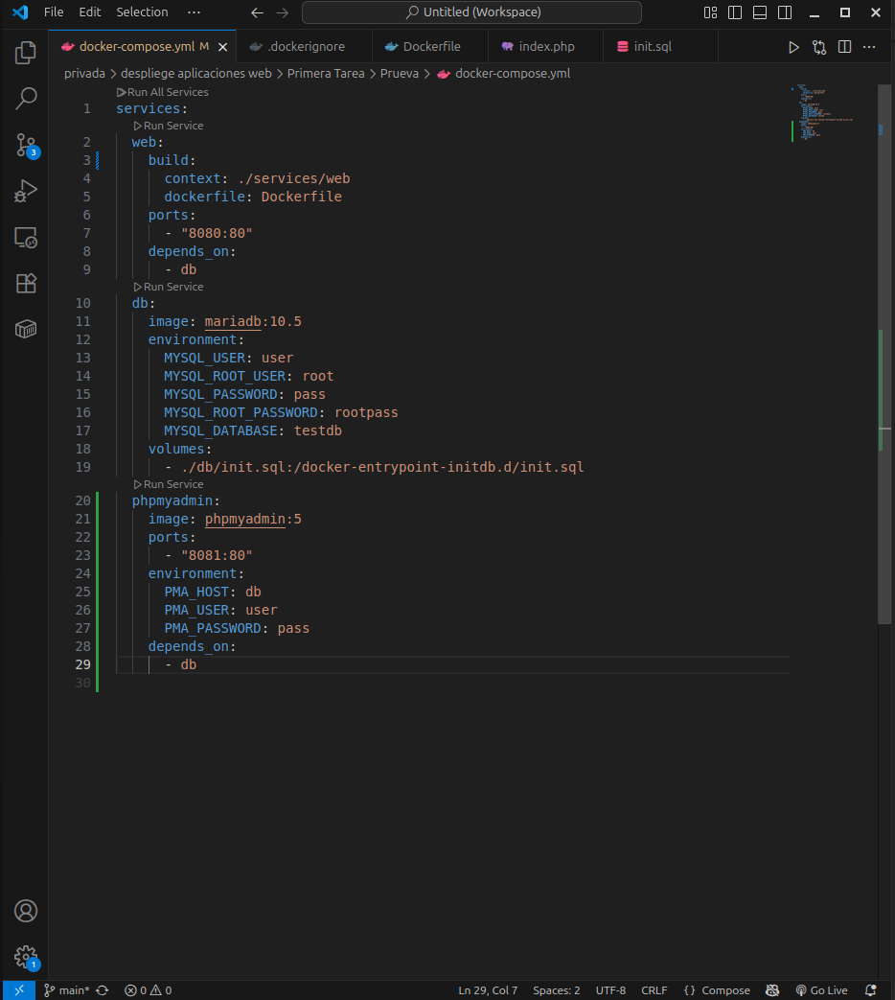 File Edit Selection ··· Untitled (Workspace)
docker-compose.yml M .dockerignore Dockerfile index.php init.sql
privada > despliege aplicaciones web > Primera Tarea > Prueva > docker-compose.yml
Run All Services
1 services:
Run Service
2 web:
3 build:
4 context: ./services/web
5 dockerfile: Dockerfile
6 ports:
7 - "8080:80"
8 depends_on:
9 - db
Run Service
10 db:
11 image: mariadb:10.5
12 environment:
13 MYSQL_USER: user
14 MYSQL_ROOT_USER: root
15 MYSQL_PASSWORD: pass
16 MYSQL_ROOT_PASSWORD: rootpass
17 MYSQL_DATABASE: testdb
18 volumes:
19 - ./db/init.sql:/docker-entrypoint-initdb.d/init.sql
Run Service
20 phpmyadmin:
21 image: phpmyadmin:5
22 ports:
23 - "8081:80"
24 environment:
25 PMA_HOST: db
26 PMA_USER: user
27 PMA_PASSWORD: pass
28 depends_on:
29 - db
30
3
1
main* 0 0 Ln 29, Col 7 Spaces: 2 UTF-8 CRLF {} Compose Go Live